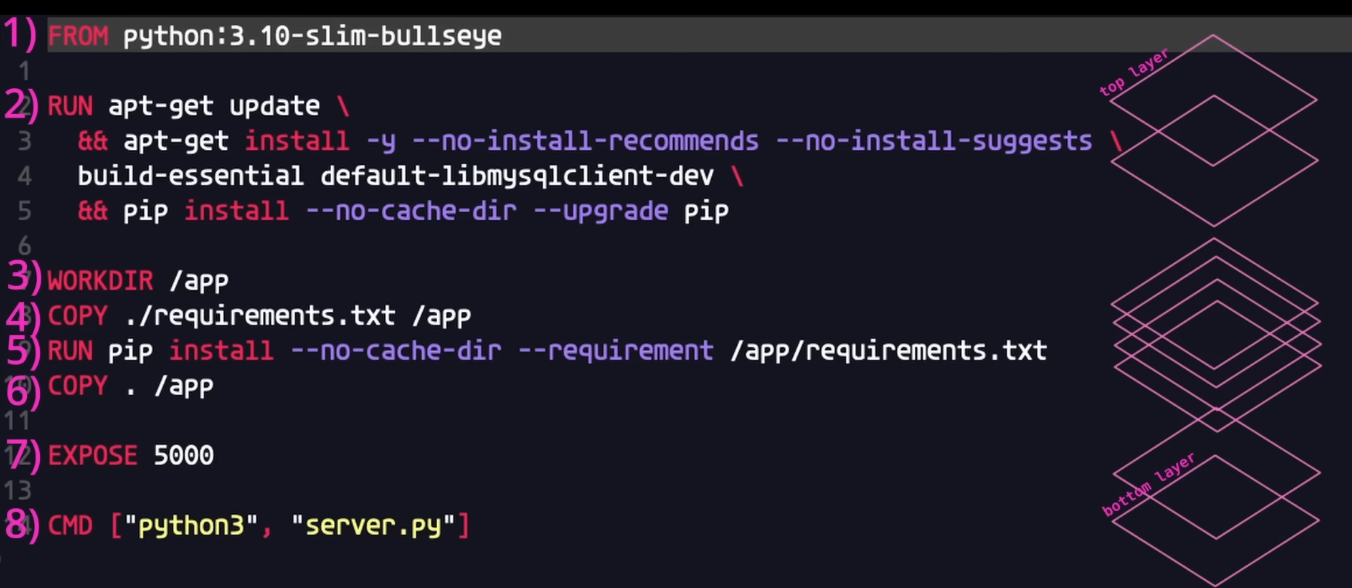 1) FROM python:3.10-slim-bullseye
1
2) RUN apt-get update \
3 && apt-get install -y --no-install-recommends --no-install-suggests \
4 build-essential default-libmysqlclient-dev \
5 && pip install --no-cache-dir --upgrade pip
6
3) WORKDIR /app
4) COPY ./requirements.txt /app
5) RUN pip install --no-cache-dir --requirement /app/requirements.txt
6) COPY . /app
11
7) EXPOSE 5000
13
8) CMD ["python3", "server.py"]
top layer
bottom layer